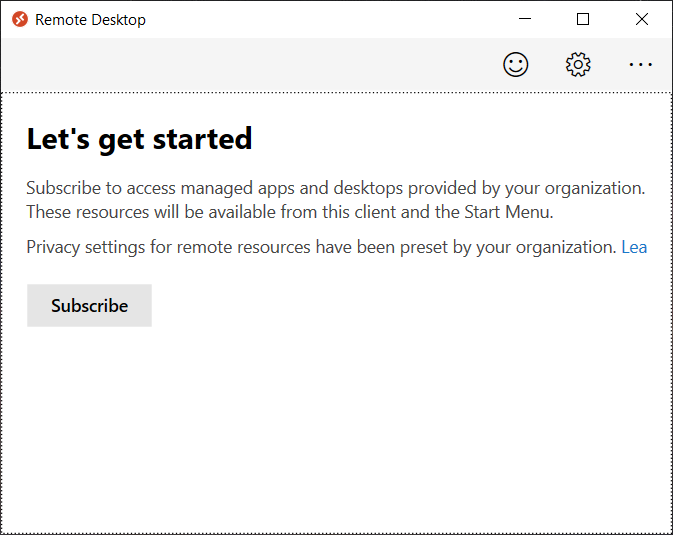 Remote Desktop
Let's get started
Subscribe to access managed apps and desktops provided by your organization.
These resources will be available from this client and the Start Menu.
Privacy settings for remote resources have been preset by your organization. Lea
Subscribe